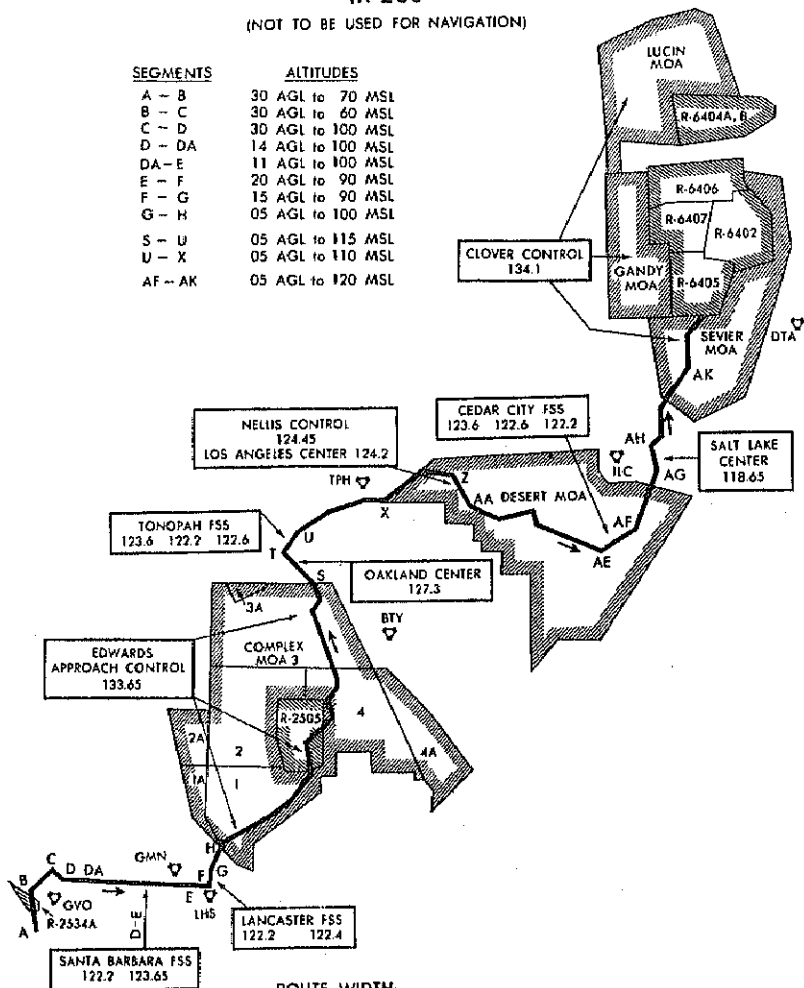 (NOT TO BE USED FOR NAVIGATION)
SEGMENTS ALTITUDES
A - B 30 AGL to 70 MSL
B - C 30 AGL to 60 MSL
C - D 30 AGL to 100 MSL
D - DA 14 AGL to 100 MSL
DA - E 11 AGL to 100 MSL
E - F 20 AGL to 90 MSL
F - G 15 AGL to 90 MSL
G - H 05 AGL to 100 MSL
S - U 05 AGL to 115 MSL
U - X 05 AGL to 110 MSL
AF - AK 05 AGL to 120 MSL
LUCIN
MOA
R-6404A, B
R-6406
R-6407
R-6402
CLOVER CONTROL
134.1
GANDY
MOA
R-6405
SEVIER
MOA
DTA
AK
CEDAR CITY FSS
123.6 122.6 122.2
NELLIS CONTROL
124.45
LOS ANGELES CENTER 124.2
AH
SALT LAKE
CENTER
118.65
ILC
AG
TPH
Z
AA DESERT MOA
X
AF
AE
TONOPAH FSS
123.6 122.2 122.6
U
T
S
OAKLAND CENTER
127.3
3A
BTY
EDWARDS
APPROACH CONTROL
133.65
COMPLEX
MOA 3
R-2505
4
2A
2
4A
1A
1
H
GMN
C
D DA
F
G
B
GVO
E
LHS
R-2534A
A
D-E
LANCASTER FSS
122.2 122.4
SANTA BARBARA FSS
122.2 123.65
ROUTE WIDTH: